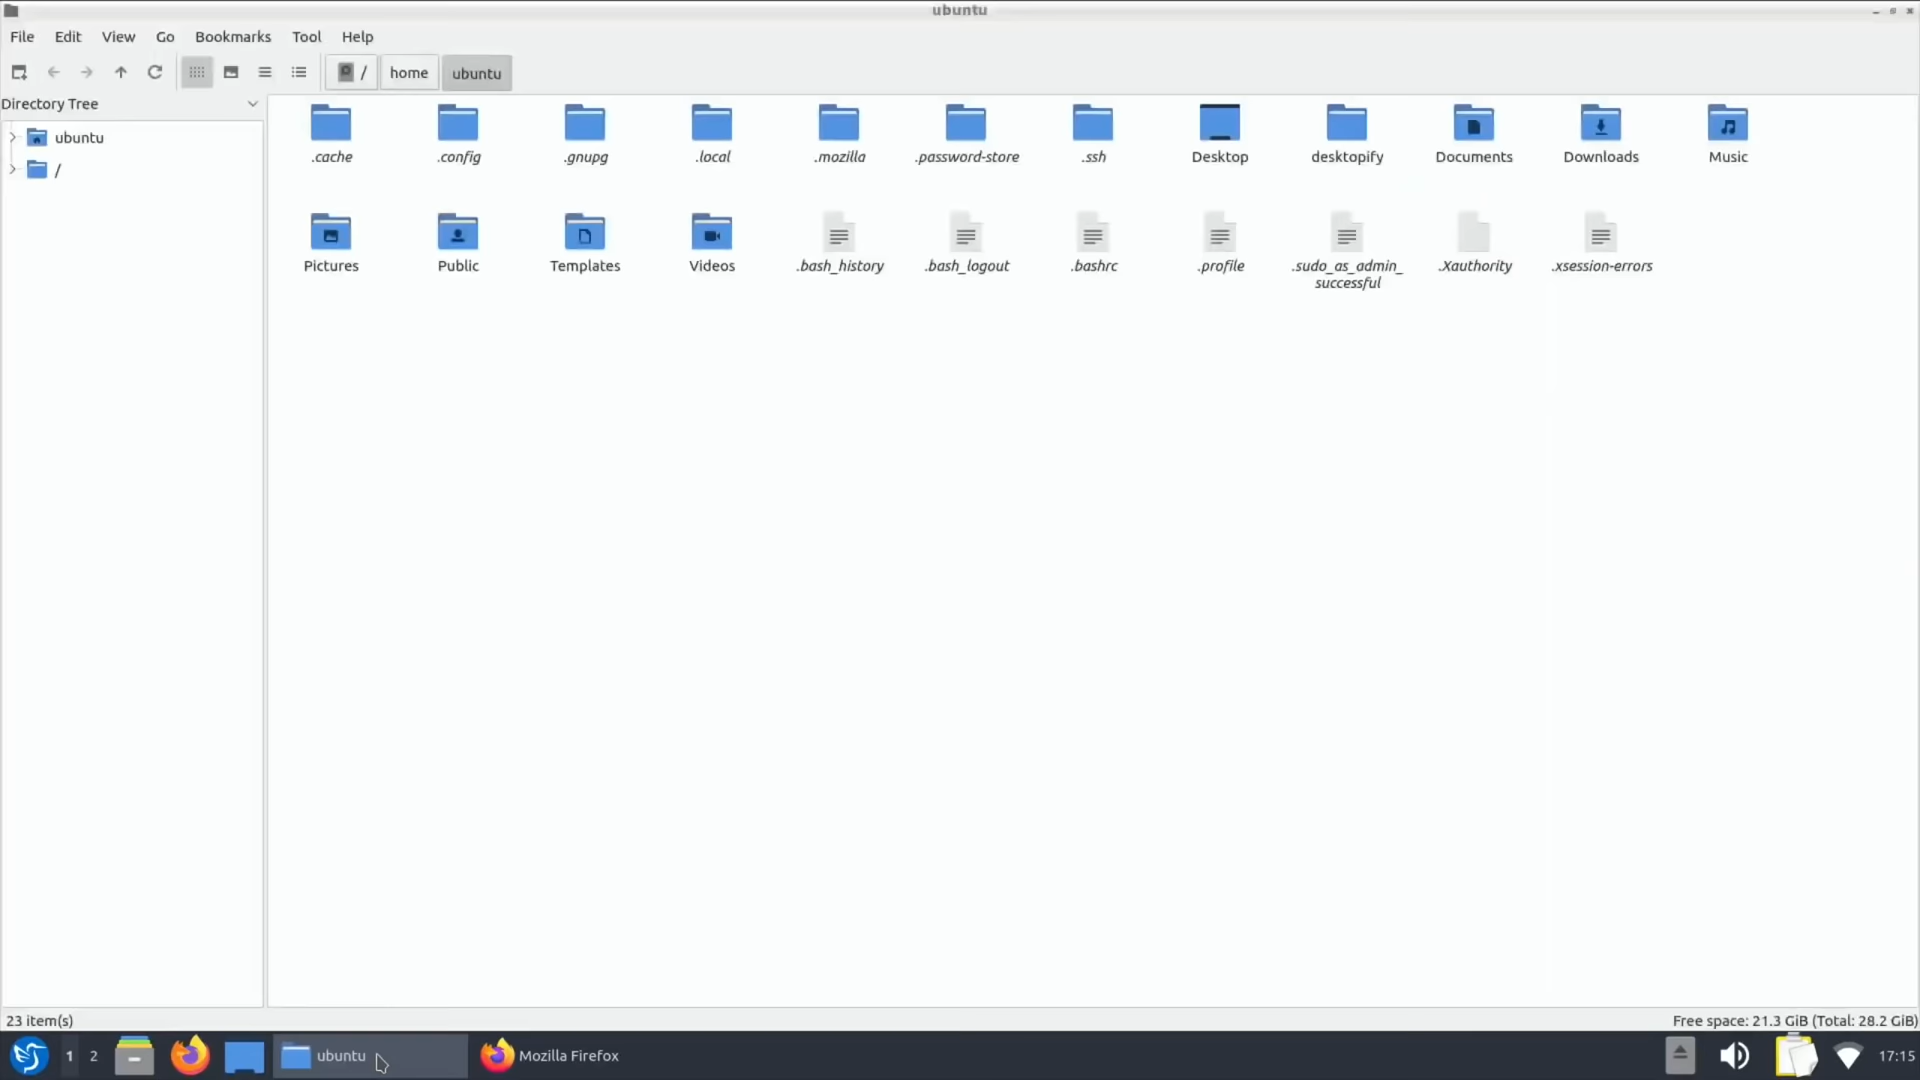 ubuntu
File Edit View Go Bookmarks Tool Help
/ home ubuntu
Directory Tree
ubuntu
/
.cache .config .gnupg .local .mozilla .password-store .ssh Desktop desktopify Documents Downloads Music
Pictures Public Templates Videos .bash_history .bash_logout .bashrc .profile .sudo_as_admin_
successful .Xauthority .xsession-errors
23 item(s) Free space: 21.3 GiB (Total: 28.2 GiB)
1 2 ubuntu Mozilla Firefox 17:15